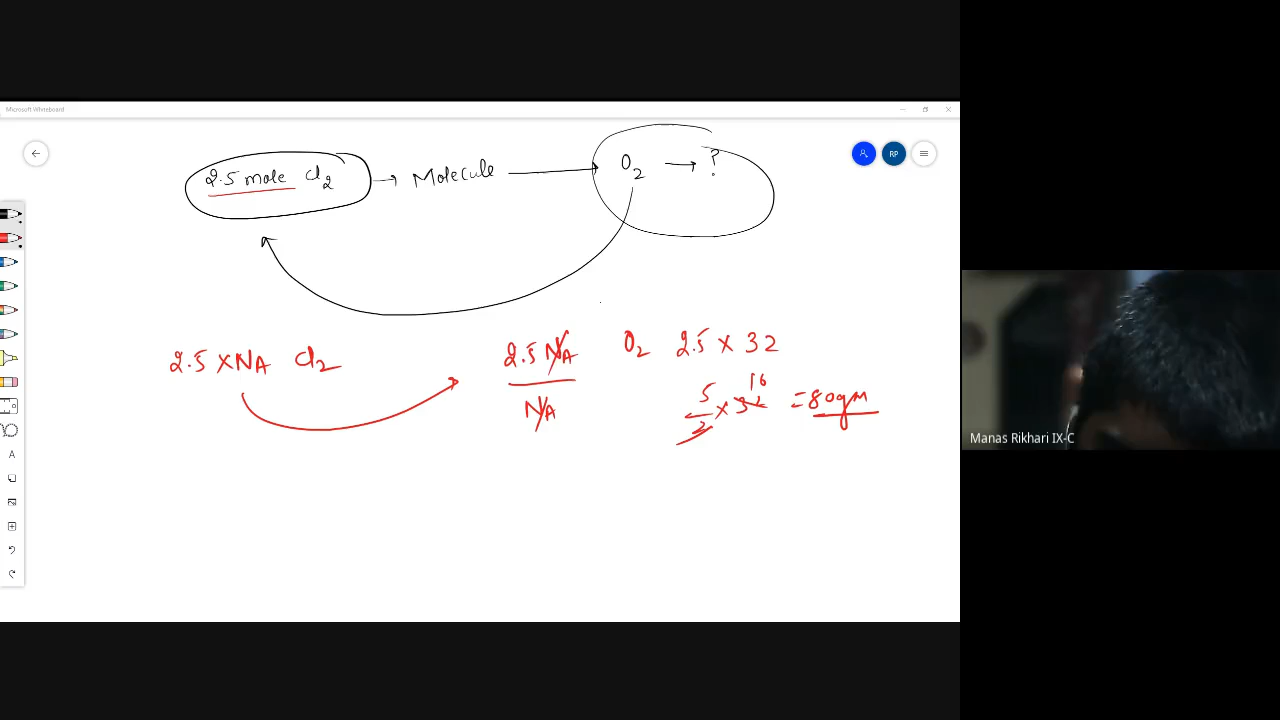 Microsoft Whiteboard
2.5 mole Cl2 → Molecule → O2 → ?
RP
2.5 × NA Cl2
2.5 NA
NA
O2 2.5 × 32
5/2 × 32 16 = 80gm
A
Manas Rikhari IX-C